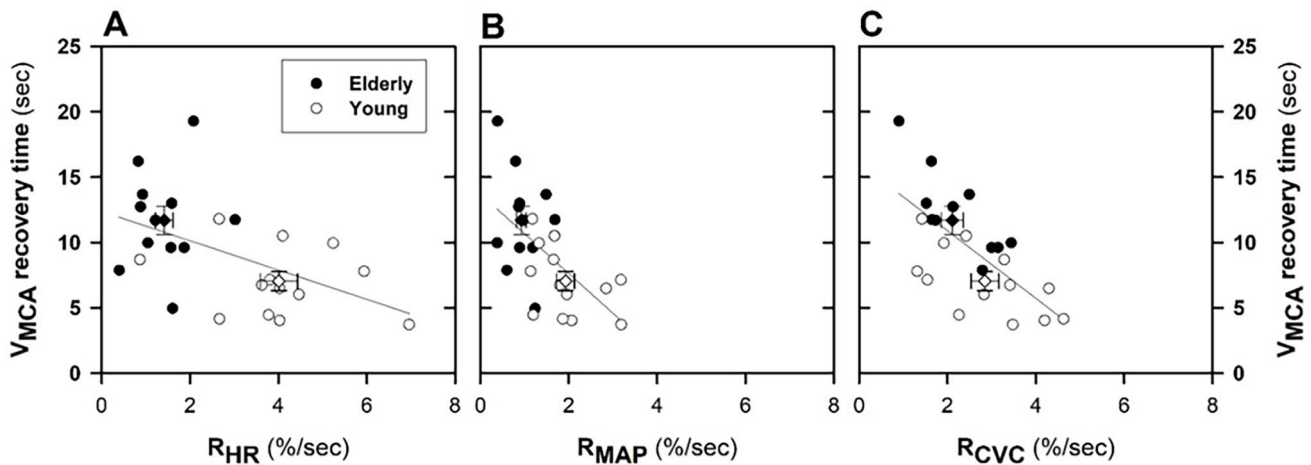 A B C
25 25
20 20
15 15
10 10
5 5
0 0
Elderly
Young
VMCA recovery time (sec)
VMCA recovery time (sec)
0 2 4 6 8 0 2 4 6 8 0 2 4 6 8
RHR (%/sec) RMAP (%/sec) RCVC (%/sec)